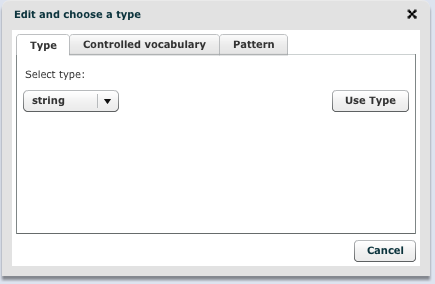 Edit and choose a type
Type Controlled vocabulary Pattern
Select type:
string Use Type
Cancel